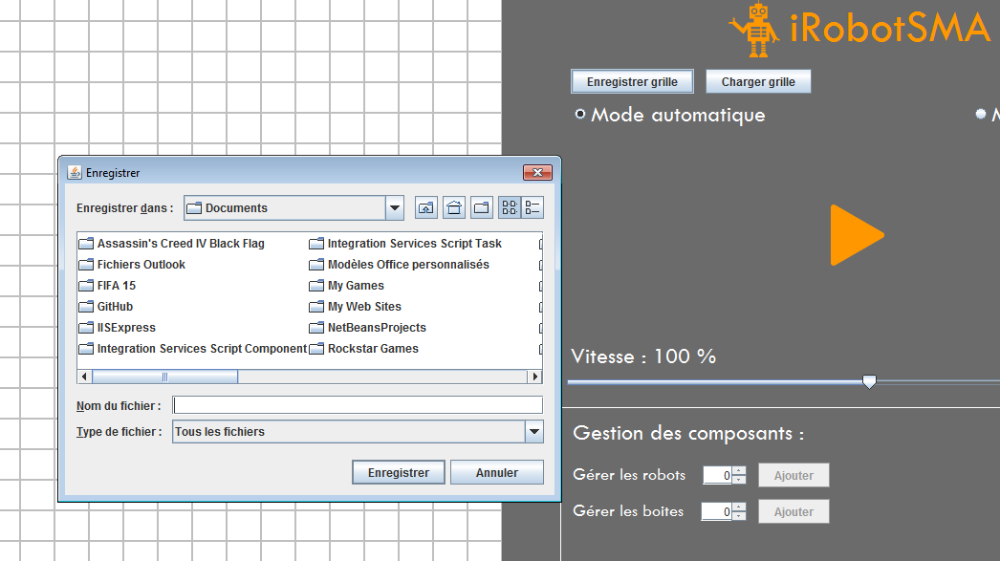 iRobotSMA
Enregistrer grille
Charger grille
Mode automatique
M
Enregistrer
Enregistrer dans :
Documents
Assassin's Creed IV Black Flag
Fichiers Outlook
FIFA 15
GitHub
IISExpress
Integration Services Script Component
Integration Services Script Task
Modèles Office personnalisés
My Games
My Web Sites
NetBeansProjects
Rockstar Games
Nom du fichier :
Type de fichier :
Tous les fichiers
Enregistrer
Annuler
Vitesse : 100 %
Gestion des composants :
Gérer les robots
0
Ajouter
Gérer les boites
0
Ajouter